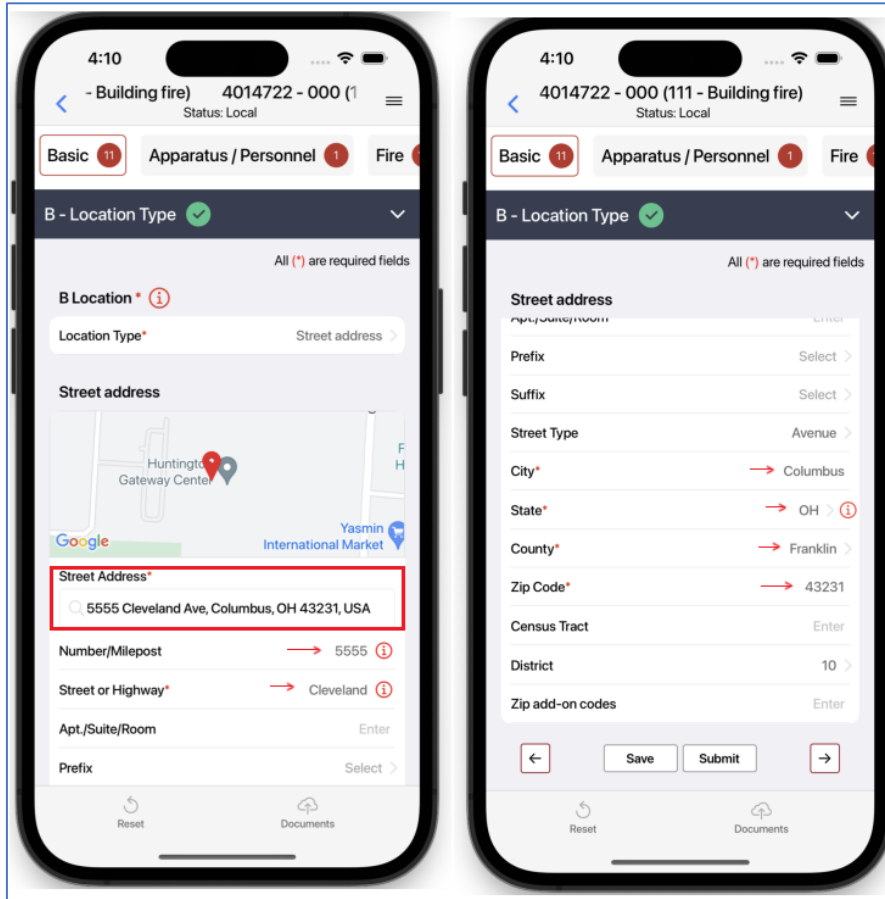 4:10
- Building fire) 4014722 - 000 (1
Status: Local
Basic 11 Apparatus / Personnel 1 Fire
B - Location Type
All (*) are required fields
B Location *
Location Type* Street address
Street address
Huntingto
Gateway Center
F
H
Google
Yasmin
International Market
Street Address*
5555 Cleveland Ave, Columbus, OH 43231, USA
Number/Milepost → 5555
Street or Highway* → Cleveland
Apt./Suite/Room Enter
Prefix Select
Reset Documents
4:10
4014722 - 000 (111 - Building fire)
Status: Local
Basic 11 Apparatus / Personnel 1 Fire
B - Location Type
All (*) are required fields
Street address
Apt./Suite/Room Enter
Prefix Select
Suffix Select
Street Type Avenue
City* → Columbus
State* → OH
County* → Franklin
Zip Code* → 43231
Census Tract Enter
District 10
Zip add-on codes Enter
← Save Submit →
Reset Documents